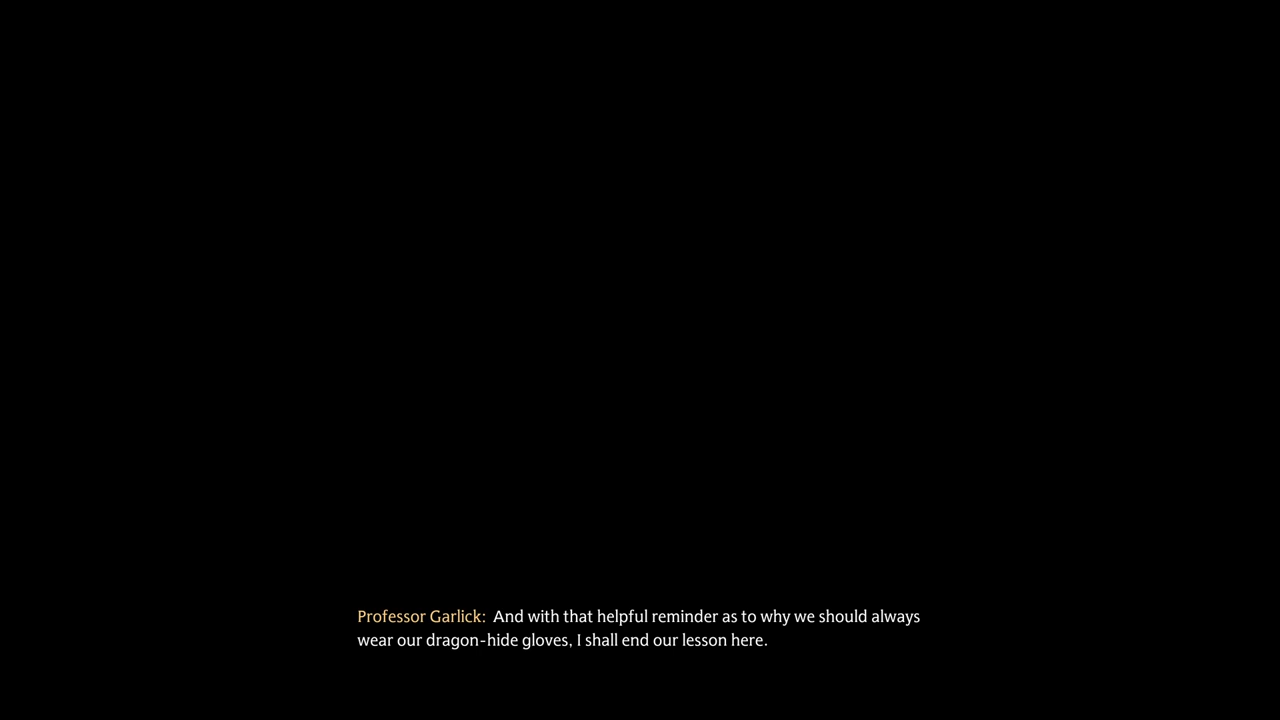 Professor Garlick: And with that helpful reminder as to why we should always
wear our dragon-hide gloves, I shall end our lesson here.